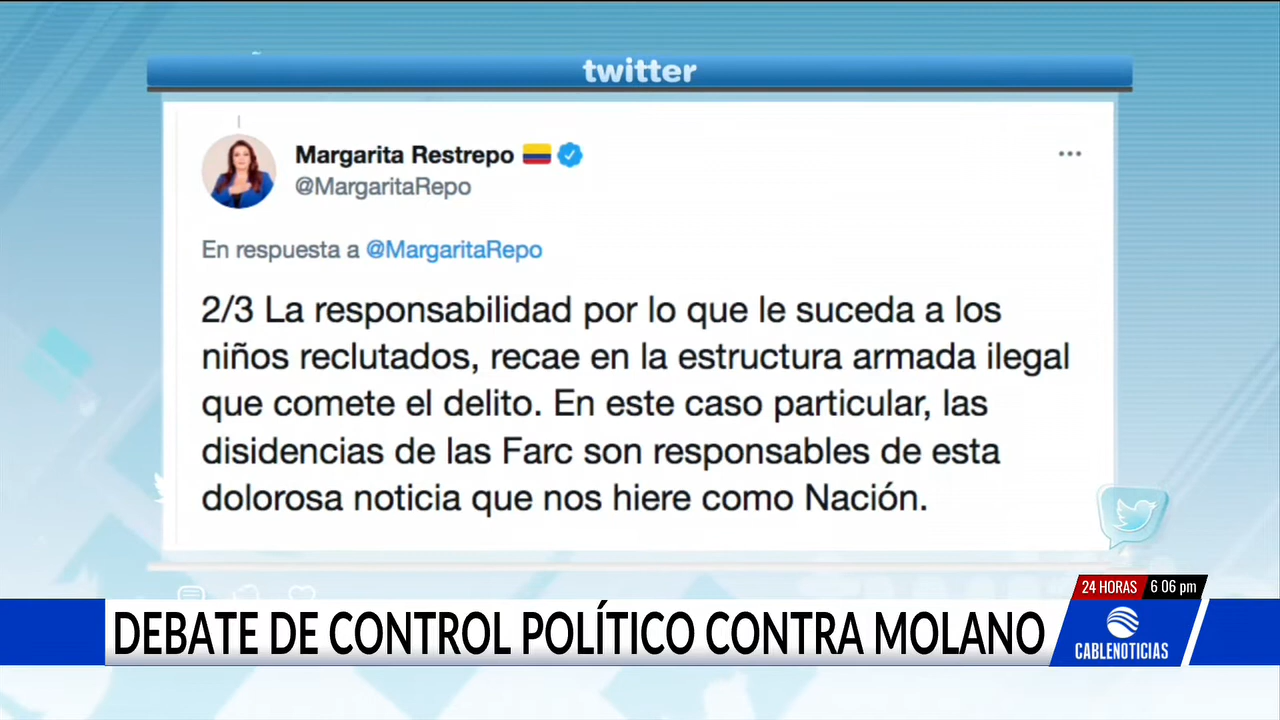 twitter
Margarita Restrepo
@MargaritaRepo
En respuesta a @MargaritaRepo
2/3 La responsabilidad por lo que le suceda a los
niños reclutados, recae en la estructura armada ilegal
que comete el delito. En este caso particular, las
disidencias de las Farc son responsables de esta
dolorosa noticia que nos hiere como Nación.
24 HORAS 6:06 pm
DEBATE DE CONTROL POLÍTICO CONTRA MOLANO
CABLENOTICIAS